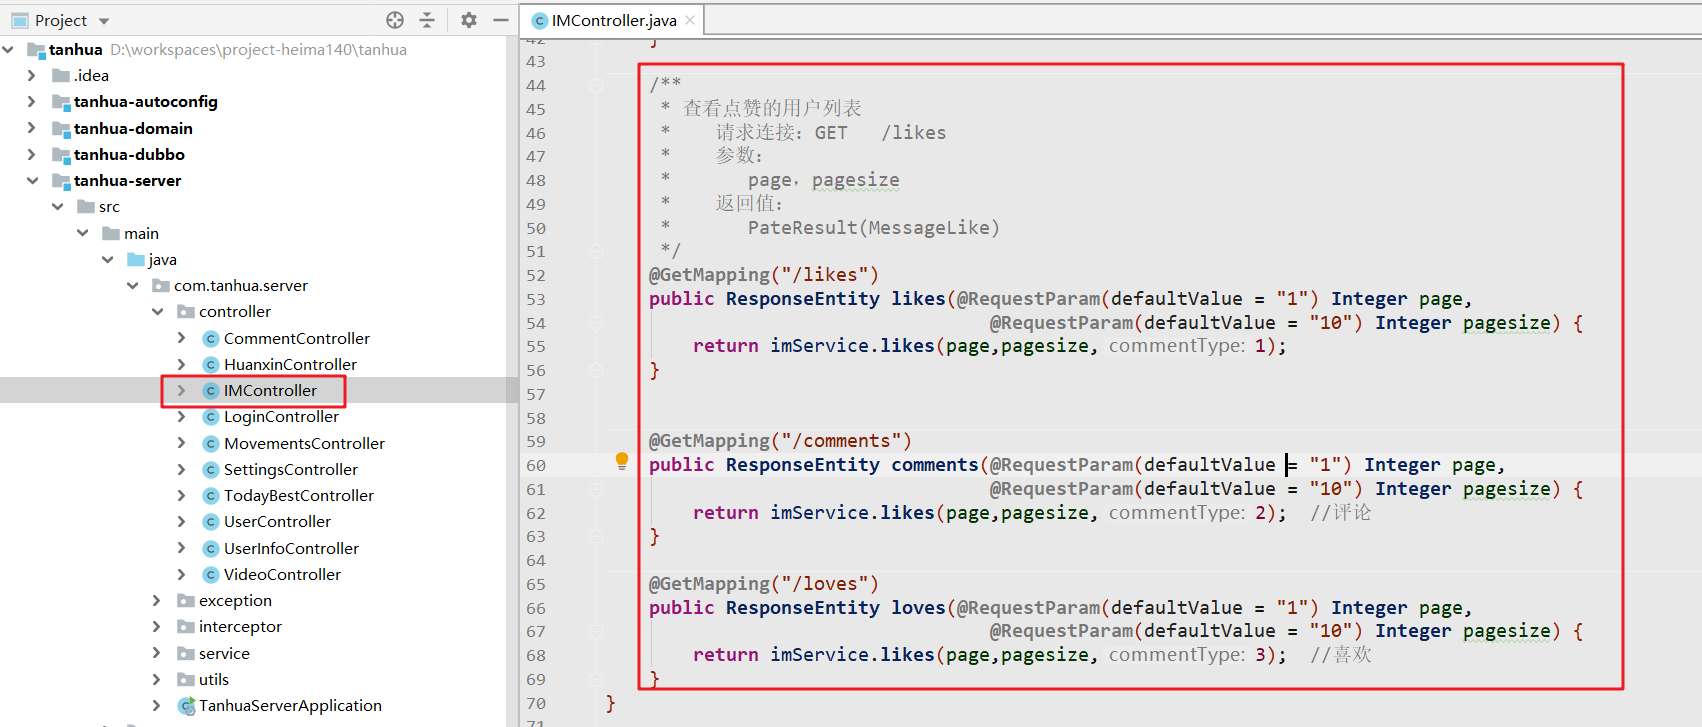 Project
tanhua D:\workspaces\project-heima140\tanhua
.idea
tanhua-autoconfig
tanhua-domain
tanhua-dubbo
tanhua-server
src
main
java
com.tanhua.server
controller
CommentController
HuanxinController
IMController
LoginController
MovementsController
SettingsController
TodayBestController
UserController
UserInfoController
VideoController
exception
interceptor
service
utils
TanhuaServerApplication
IMController.java
42 }
43
44 /**
45 * 查看点赞的用户列表
46 * 请求连接：GET /likes
47 * 参数：
48 * page，pagesize
49 * 返回值：
50 * PateResult(MessageLike)
51 */
52 @GetMapping("/likes")
53 public ResponseEntity likes(@RequestParam(defaultValue = "1") Integer page,
54 @RequestParam(defaultValue = "10") Integer pagesize) {
55 return imService.likes(page,pagesize, commentType: 1);
56 }
57
58
59 @GetMapping("/comments")
60 public ResponseEntity comments(@RequestParam(defaultValue = "1") Integer page,
61 @RequestParam(defaultValue = "10") Integer pagesize) {
62 return imService.likes(page,pagesize, commentType: 2); //评论
63 }
64
65 @GetMapping("/loves")
66 public ResponseEntity loves(@RequestParam(defaultValue = "1") Integer page,
67 @RequestParam(defaultValue = "10") Integer pagesize) {
68 return imService.likes(page,pagesize, commentType: 3); //喜欢
69 }
70 }
71